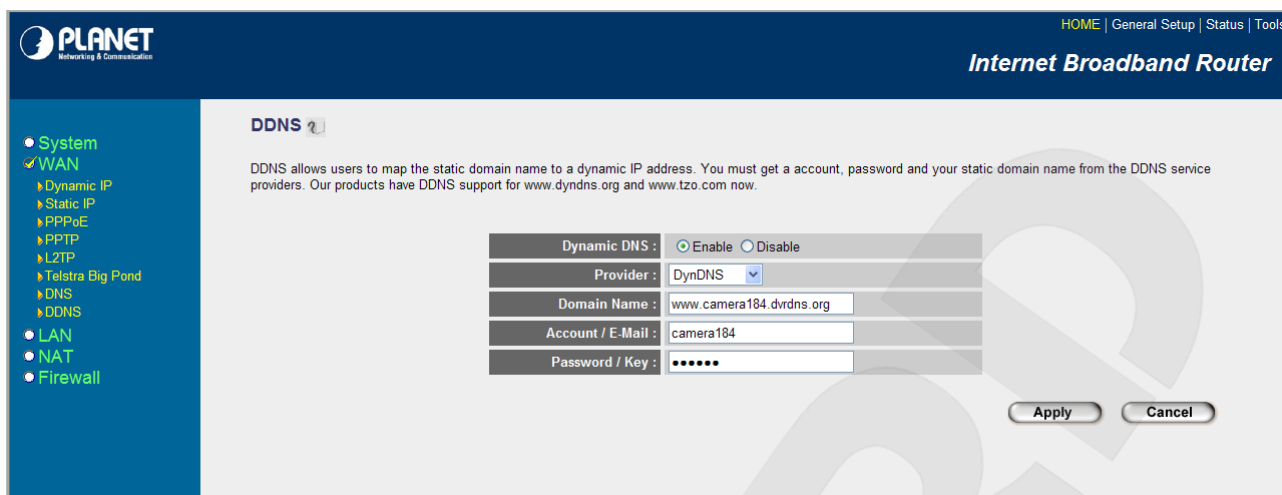 PLANET
Networking & Communication
HOME | General Setup | Status | Tools
Internet Broadband Router
System
WAN
Dynamic IP
Static IP
PPPoE
PPTP
L2TP
Telstra Big Pond
DNS
DDNS
LAN
NAT
Firewall
DDNS
DDNS allows users to map the static domain name to a dynamic IP address. You must get a account, password and your static domain name from the DDNS service
providers. Our products have DDNS support for www.dyndns.org and www.tzo.com now.
Dynamic DNS : Enable Disable
Provider : DynDNS
Domain Name : www.camera184.dvrdns.org
Account / E-Mail : camera184
Password / Key : ••••••
Apply Cancel